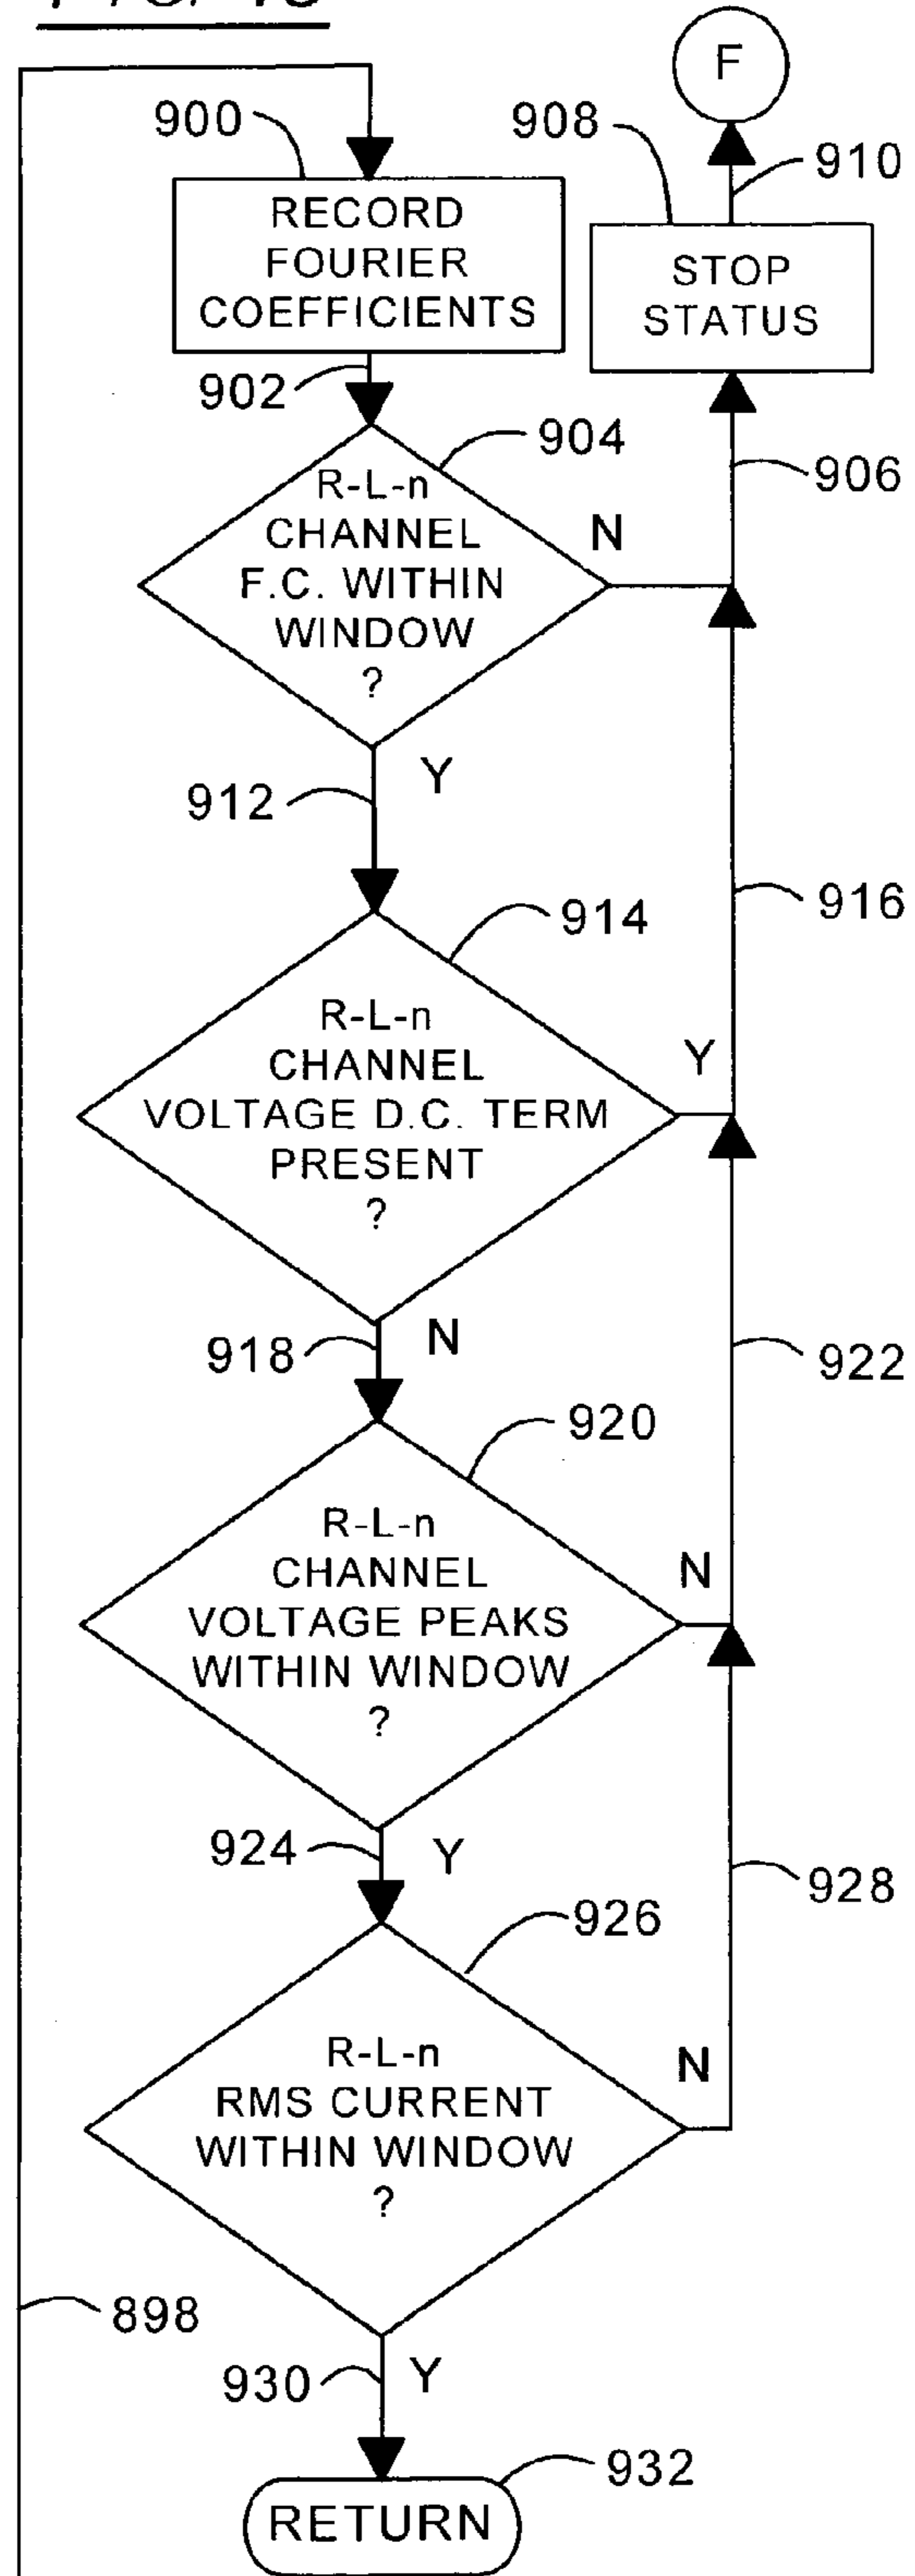 F
900
908
910
RECORD
FOURIER
COEFFICIENTS
STOP
STATUS
902
904
906
R-L-n
CHANNEL
F.C. WITHIN
WINDOW
?
N
Y
912
916
914
R-L-n
CHANNEL
VOLTAGE D.C. TERM
PRESENT
?
Y
918
N
922
920
R-L-n
CHANNEL
VOLTAGE PEAKS
WITHIN WINDOW
?
N
924
Y
928
926
R-L-n
RMS CURRENT
WITHIN WINDOW
?
N
898
930
Y
932
RETURN